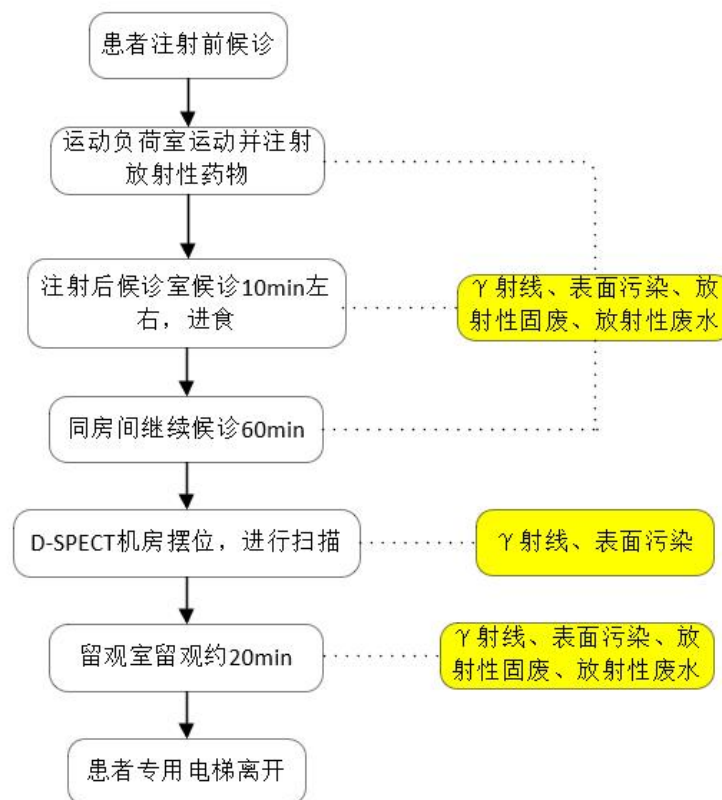 患者注射前候诊
运动负荷室运动并注射
放射性药物
注射后候诊室候诊10min左
右，进食
γ射线、表面污染、放
射性固废、放射性废水
同房间继续候诊60min
D-SPECT机房摆位，进行扫描
γ射线、表面污染
留观室留观约20min
γ射线、表面污染、放
射性固废、放射性废水
患者专用电梯离开